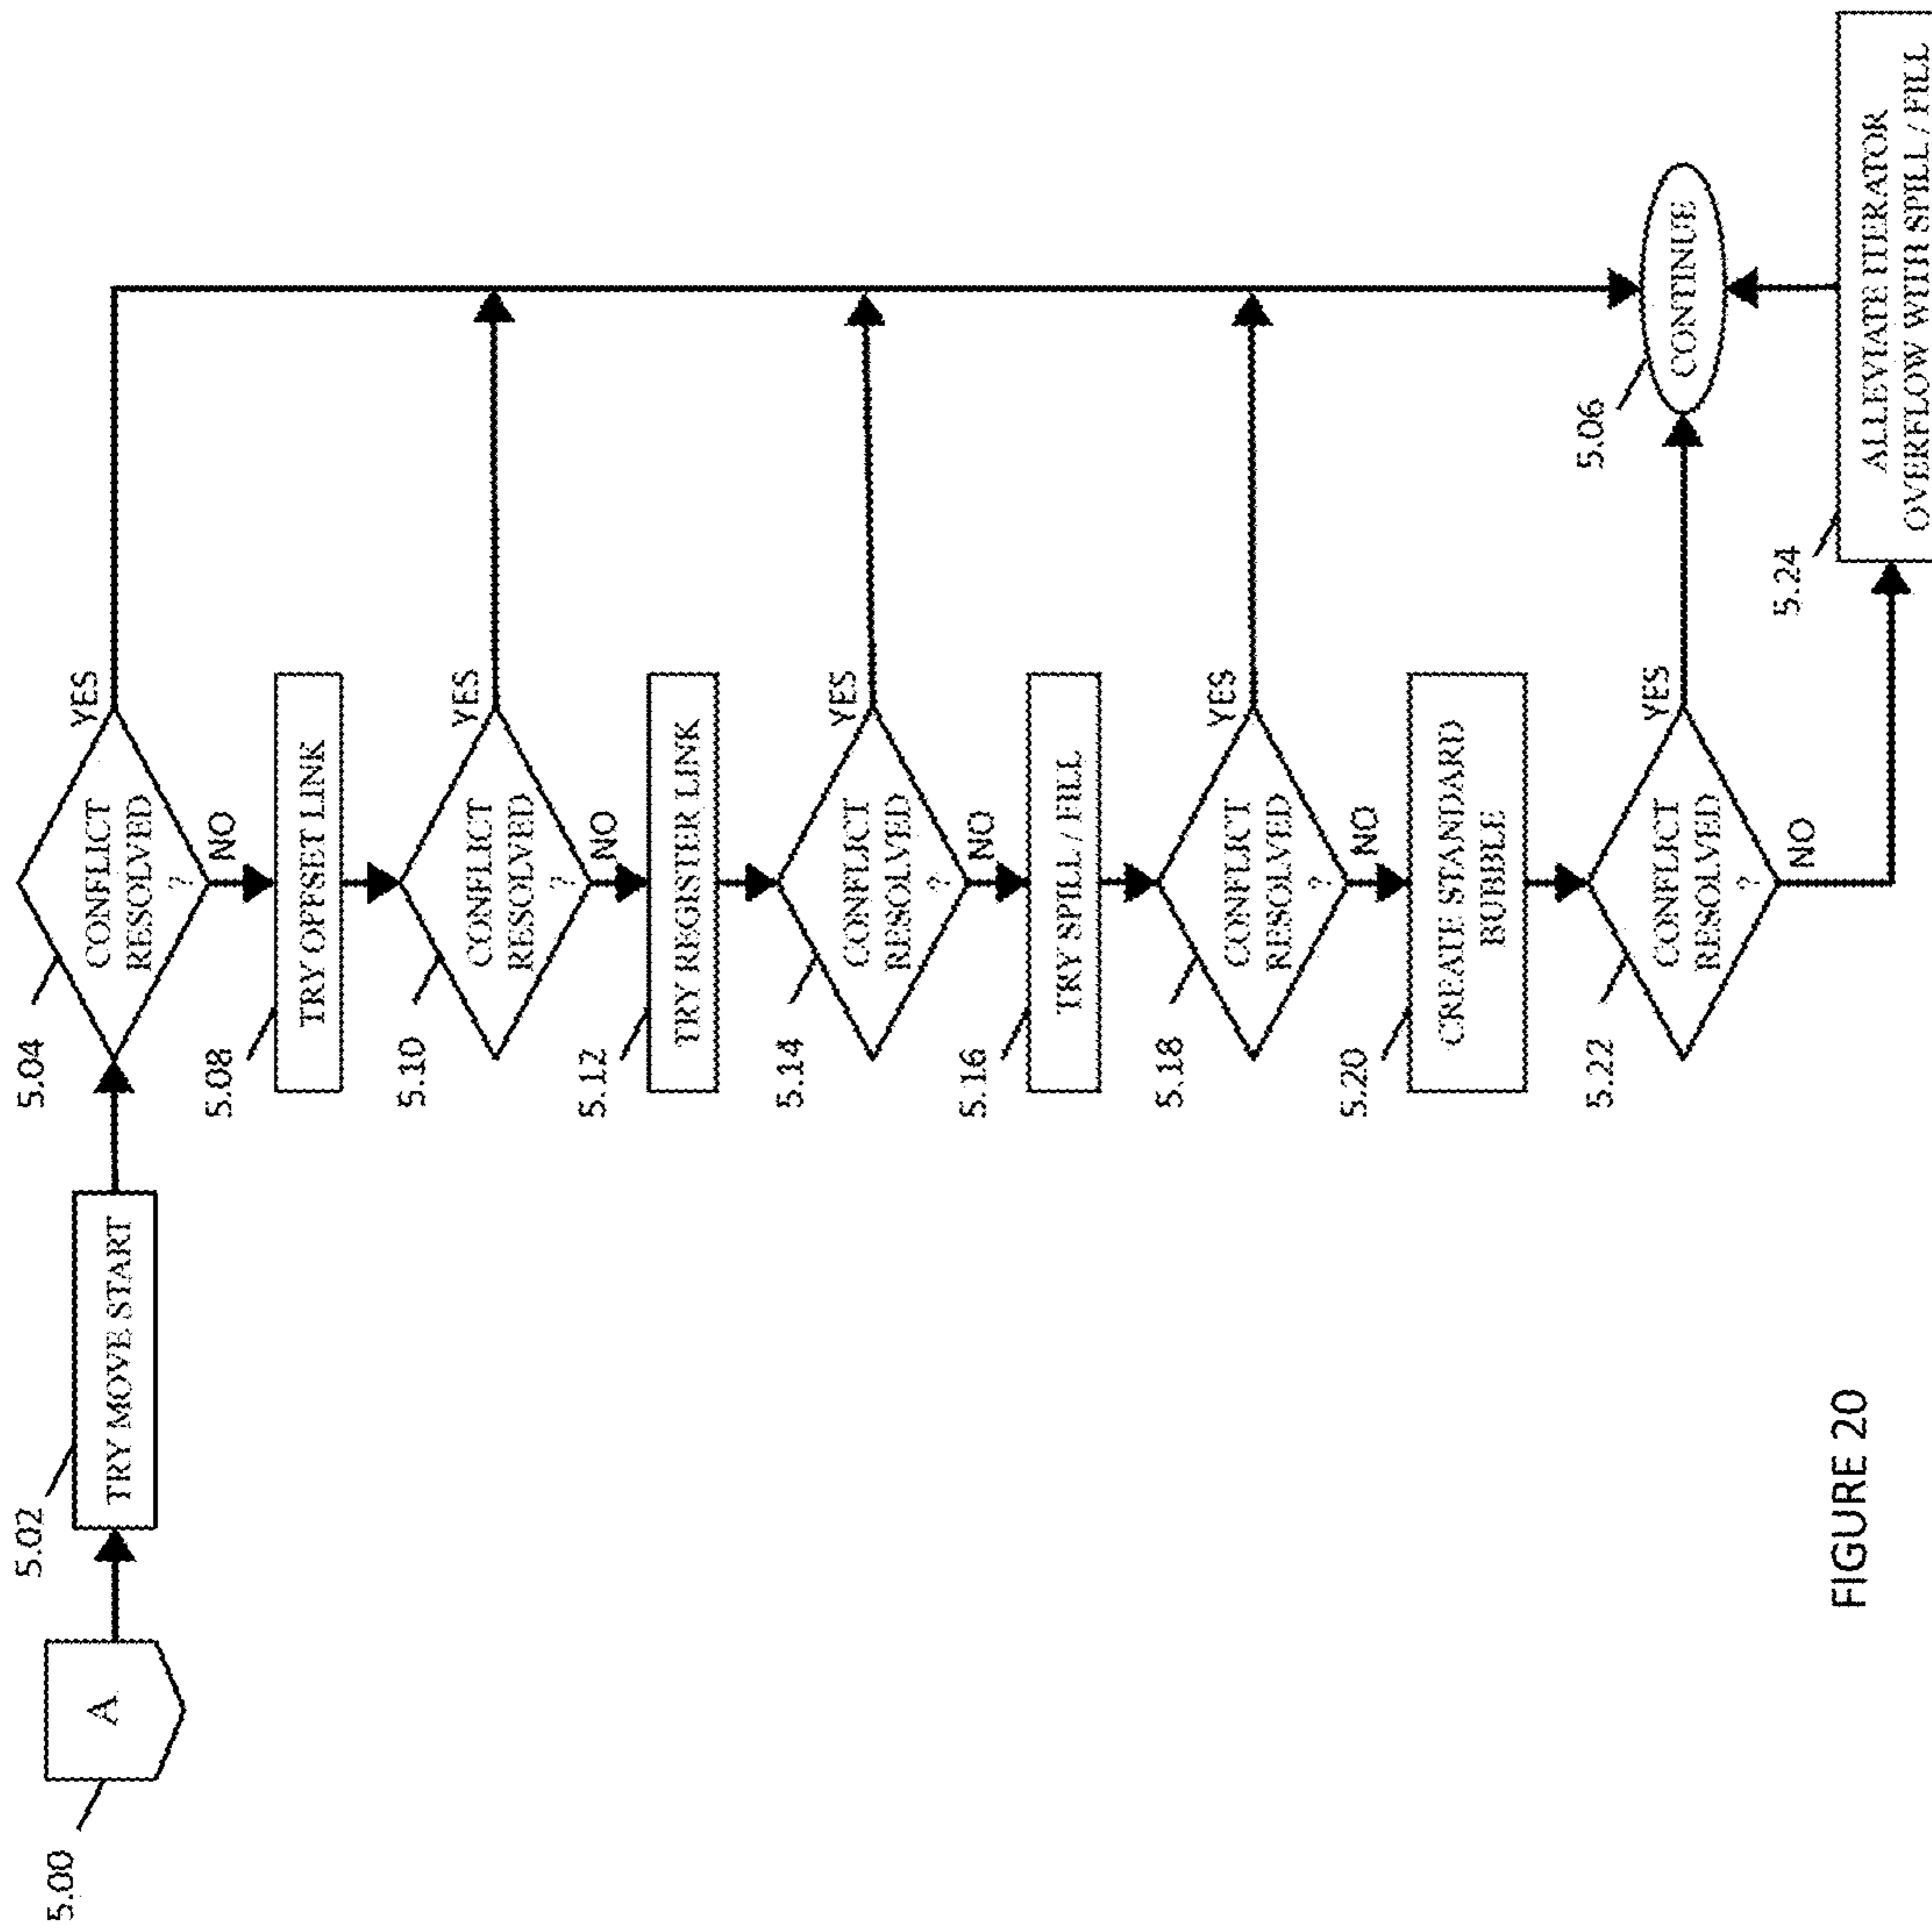 5.00
A
5.02
TRY MOVE START
5.04
CONFLICT
RESOLVED
?
YES
NO
5.08
TRY OFFSET LINK
5.10
CONFLICT
RESOLVED
?
YES
NO
5.12
TRY REGISTER LINK
5.14
CONFLICT
RESOLVED
?
YES
NO
5.16
TRY SPILL / FILL
5.18
CONFLICT
RESOLVED
?
YES
NO
5.20
CREATE STANDARD
BUBBLE
5.22
CONFLICT
RESOLVED
?
YES
NO
5.06
CONTINUE
5.24
ALLEVIATE ITERATOR
OVERFLOW WITH SPILL / FILL
FIGURE 20